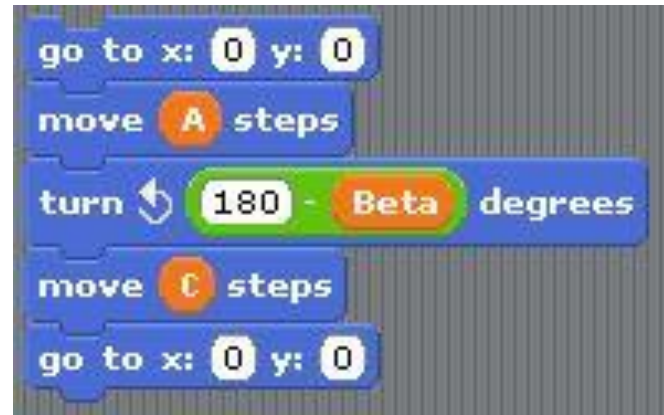 go to x: 0 y: 0
move A steps
turn 180 - Beta degrees
move C steps
go to x: 0 y: 0